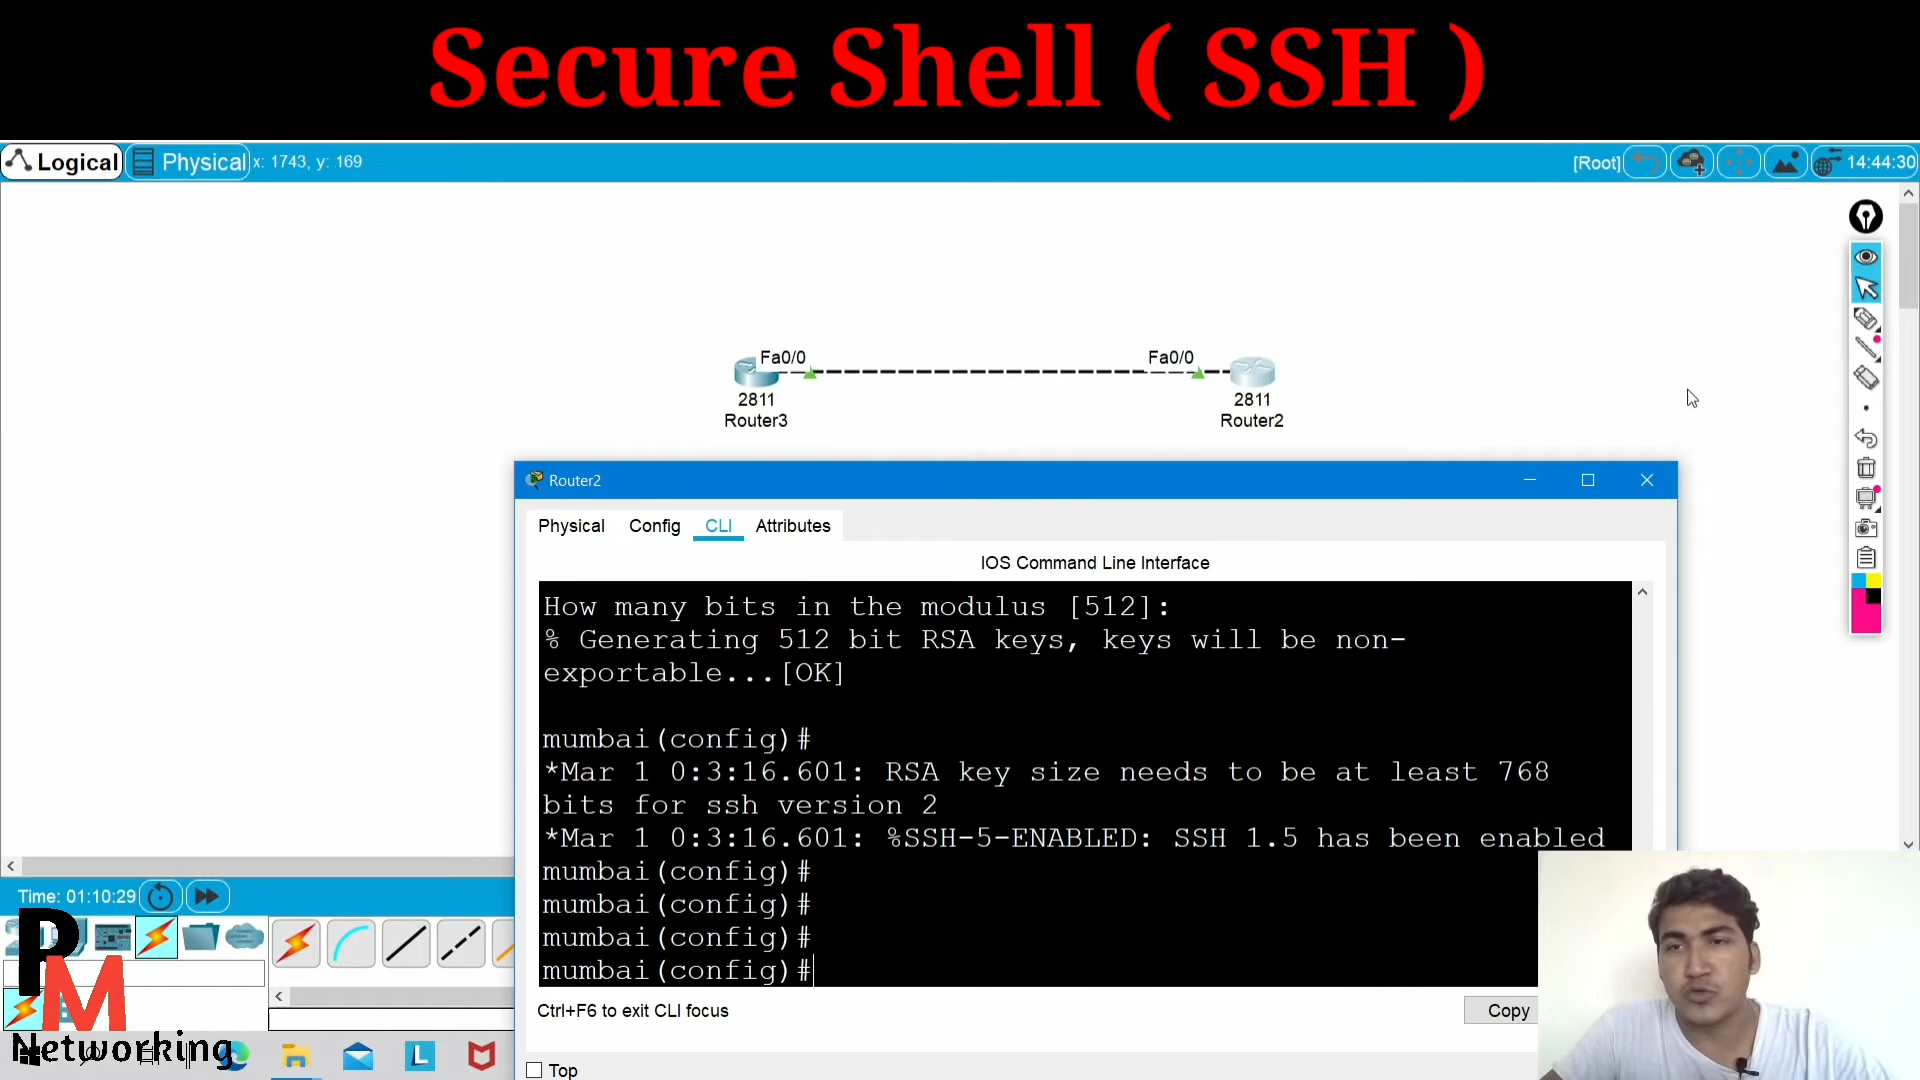 Secure Shell ( SSH )
Logical
Physical
x: 1743, y: 169
[Root]
14:44:30
Fa0/0
Fa0/0
2811
Router3
2811
Router2
Router2
Physical
Config
CLI
Attributes
IOS Command Line Interface
How many bits in the modulus [512]:
% Generating 512 bit RSA keys, keys will be non-
exportable...[OK]
mumbai(config)#
*Mar 1 0:3:16.601: RSA key size needs to be at least 768
bits for ssh version 2
*Mar 1 0:3:16.601: %SSH-5-ENABLED: SSH 1.5 has been enabled
mumbai(config)#
mumbai(config)#
mumbai(config)#
mumbai(config)#
Ctrl+F6 to exit CLI focus
Copy
Top
Time: 01:10:29
PM
Networking
L